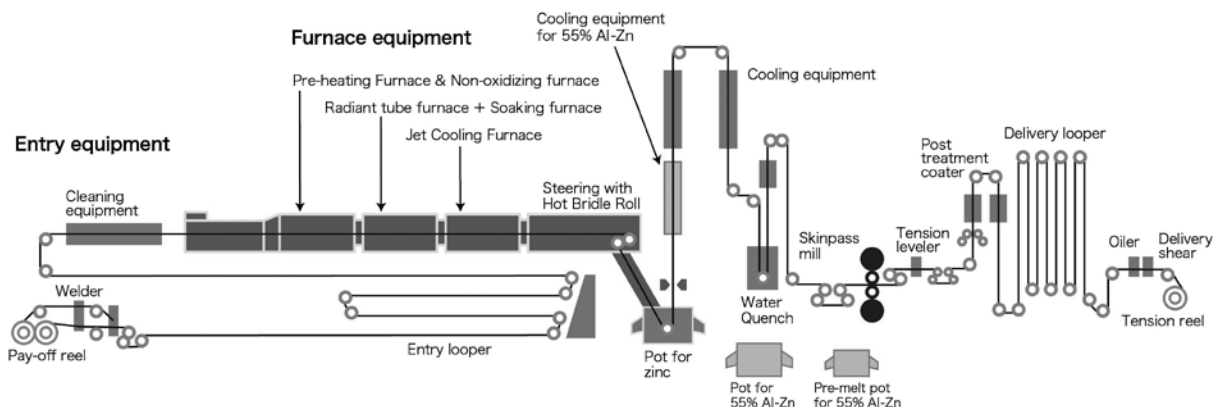 Furnace equipment
Cooling equipment
for 55% Al-Zn
Pre-heating Furnace & Non-oxidizing furnace
Radiant tube furnace + Soaking furnace
Jet Cooling Furnace
Cooling equipment
Entry equipment
Cleaning
equipment
Steering with
Hot Bridle Roll
Post
treatment
coater
Delivery looper
Skinpass
mill
Tension
leveler
Oiler
Delivery
shear
Welder
Pay-off reel
Entry looper
Pot for
zinc
Water
Quench
Tension reel
Pot for
55% Al-Zn
Pre-melt pot
for 55% Al-Zn